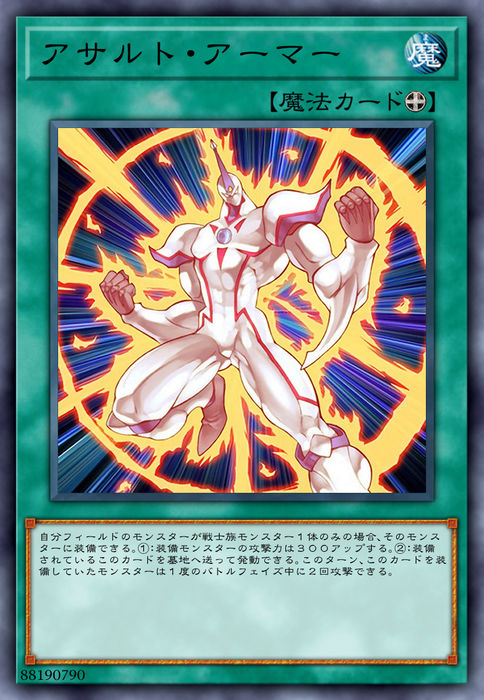 アサルト・アーマー
魔
【魔法カード】
自分フィールドのモンスターが戦士族モンスター１体のみの場合、そのモンス
ターに装備できる。①:装備モンスターの攻撃力は３００アップする。②:装備
されているこのカードを墓地へ送って発動できる。このターン、このカードを装
備していたモンスターは１度のバトルフェイズ中に２回攻撃できる。
88190790